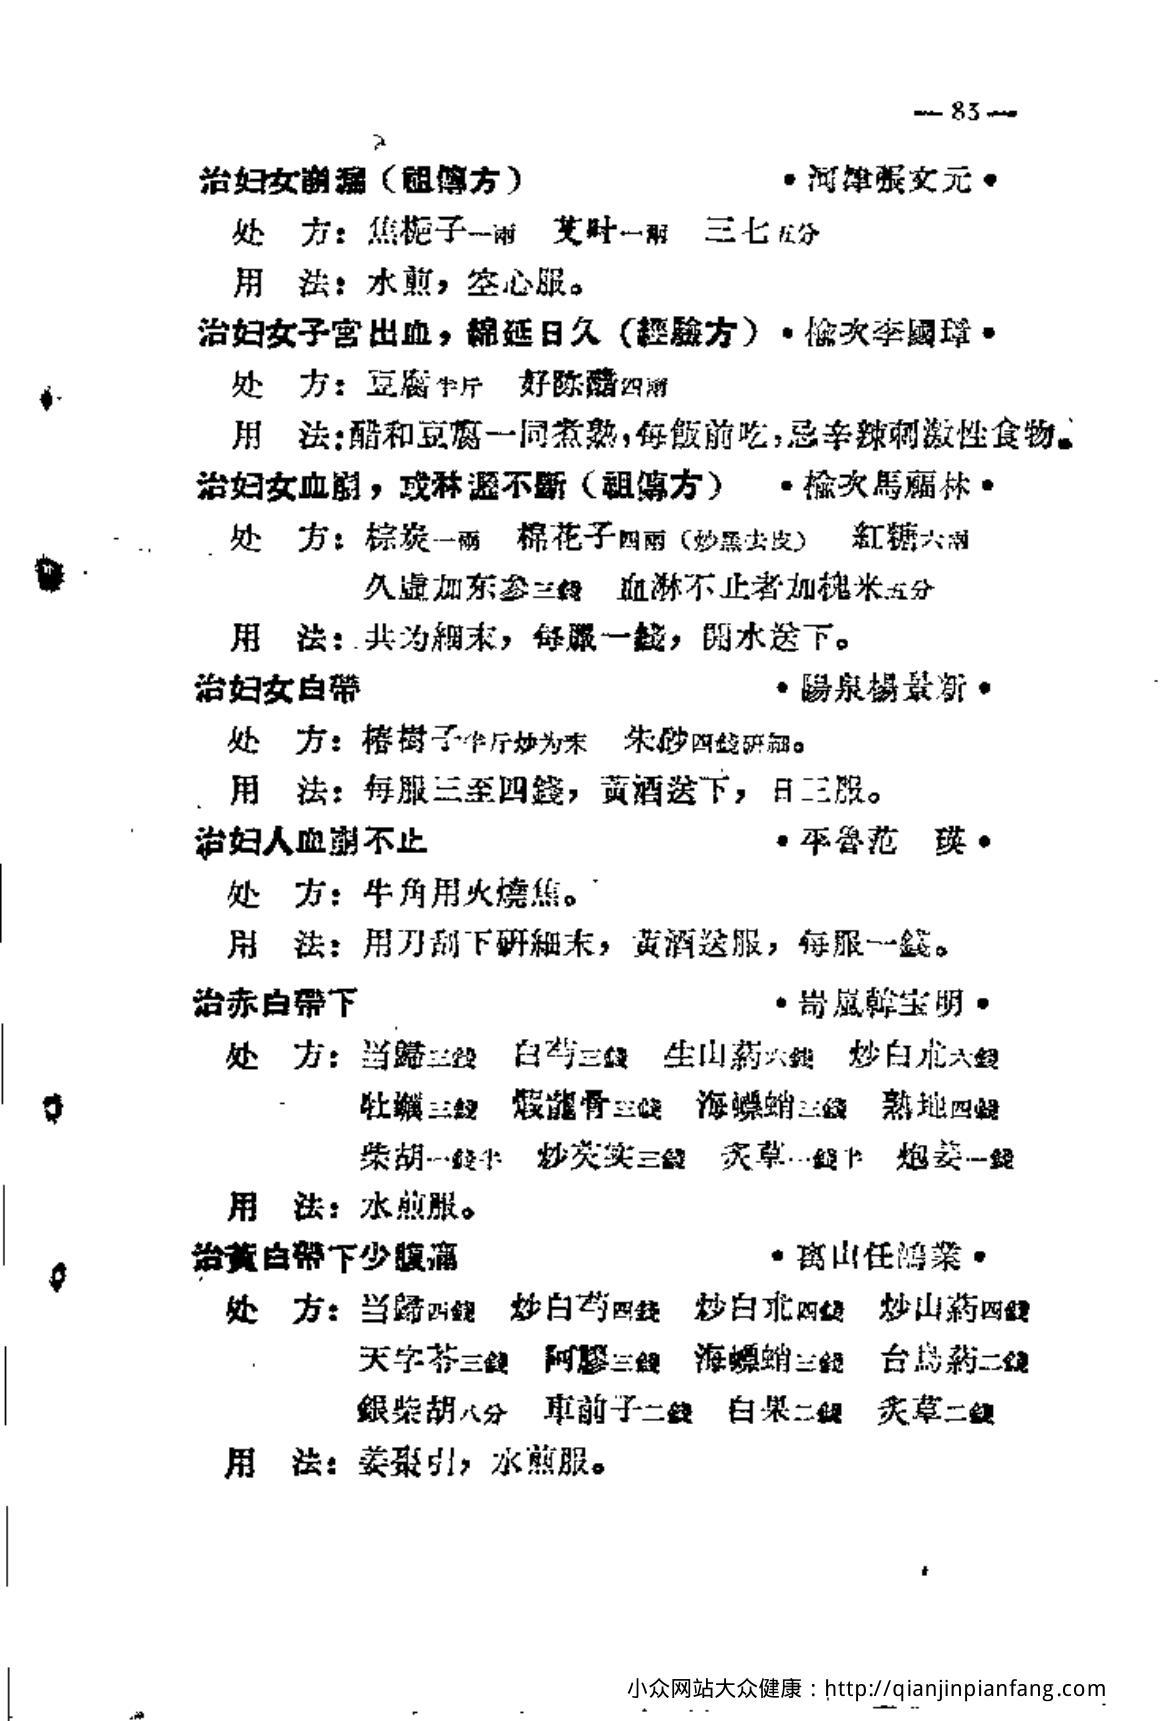 — 83 —
治妇女崩漏（祖傳方） •河津張文元•
处 方：焦梔子一兩 艾叶一兩 三七五分
用 法：水煎，空心服。
治妇女子宮出血，綿延日久（經驗方）•榆次李國璋•
处 方：豆腐半斤 好陈醋四兩
用 法：醋和豆腐一同煮熟，每飯前吃，忌辛辣刺激性食物。
治妇女血崩，或淋瀝不斷（祖傳方） •榆次馬福林•
处 方：棕炭一兩 棉花子四兩（炒黑去皮） 紅糖六兩
久虛加东参三錢 血淋不止者加槐米五分
用 法：共为細末，每服一錢，開水送下。
治妇女白帶 •陽泉楊景新•
处 方：椿樹子半斤炒为末 朱砂四錢研細。
用 法：每服三至四錢，黃酒送下，日三服。
治妇人血崩不止 •平魯范 瑛•
处 方：牛角用火燒焦。
用 法：用刀刮下研細末，黃酒送服，每服一錢。
治赤白帶下 •岢嵐韓宝明•
处 方：当歸三錢 白芍三錢 生山葯六錢 炒白朮六錢
牡蠣三錢 煅龍骨三錢 海螵蛸三錢 熟地四錢
柴胡一錢半 炒芡实三錢 炙草一錢半 炮姜一錢
用 法：水煎服。
治黃白帶下少腹痛 •离山任鴻業•
处 方：当歸四錢 炒白芍四錢 炒白朮四錢 炒山葯四錢
天字苓三錢 阿膠三錢 海螵蛸三錢 台烏葯二錢
銀柴胡八分 車前子二錢 白果二錢 炙草二錢
用 法：姜棗引，水煎服。
小众网站大众健康：http://qianjinpianfang.com